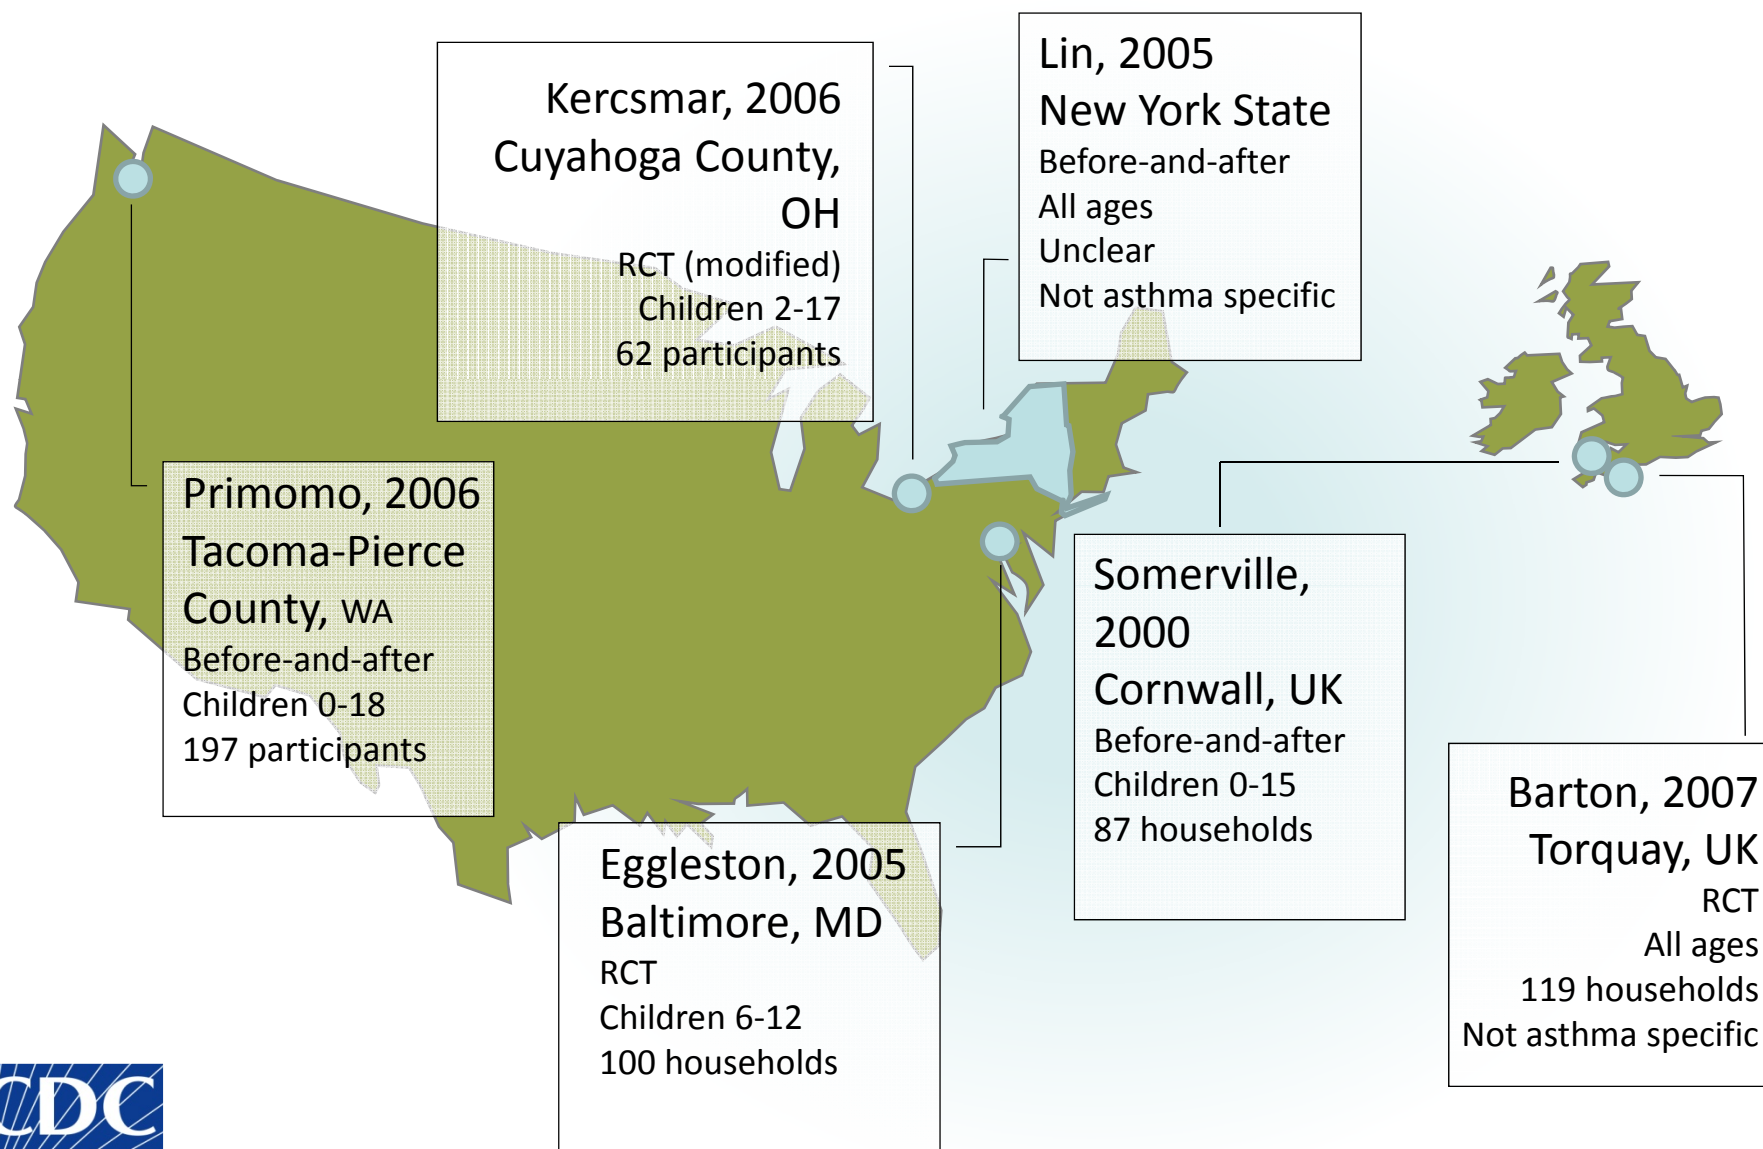 Kercsmar, 2006
Cuyahoga County,
OH
RCT (modified)
Children 2-17
62 participants
Lin, 2005
New York State
Before-and-after
All ages
Unclear
Not asthma specific
Primomo, 2006
Tacoma-Pierce
County, WA
Before-and-after
Children 0-18
197 participants
Somerville,
2000
Cornwall, UK
Before-and-after
Children 0-15
87 households
Barton, 2007
Torquay, UK
RCT
All ages
119 households
Not asthma specific
Eggleston, 2005
Baltimore, MD
RCT
Children 6-12
100 households
CDC